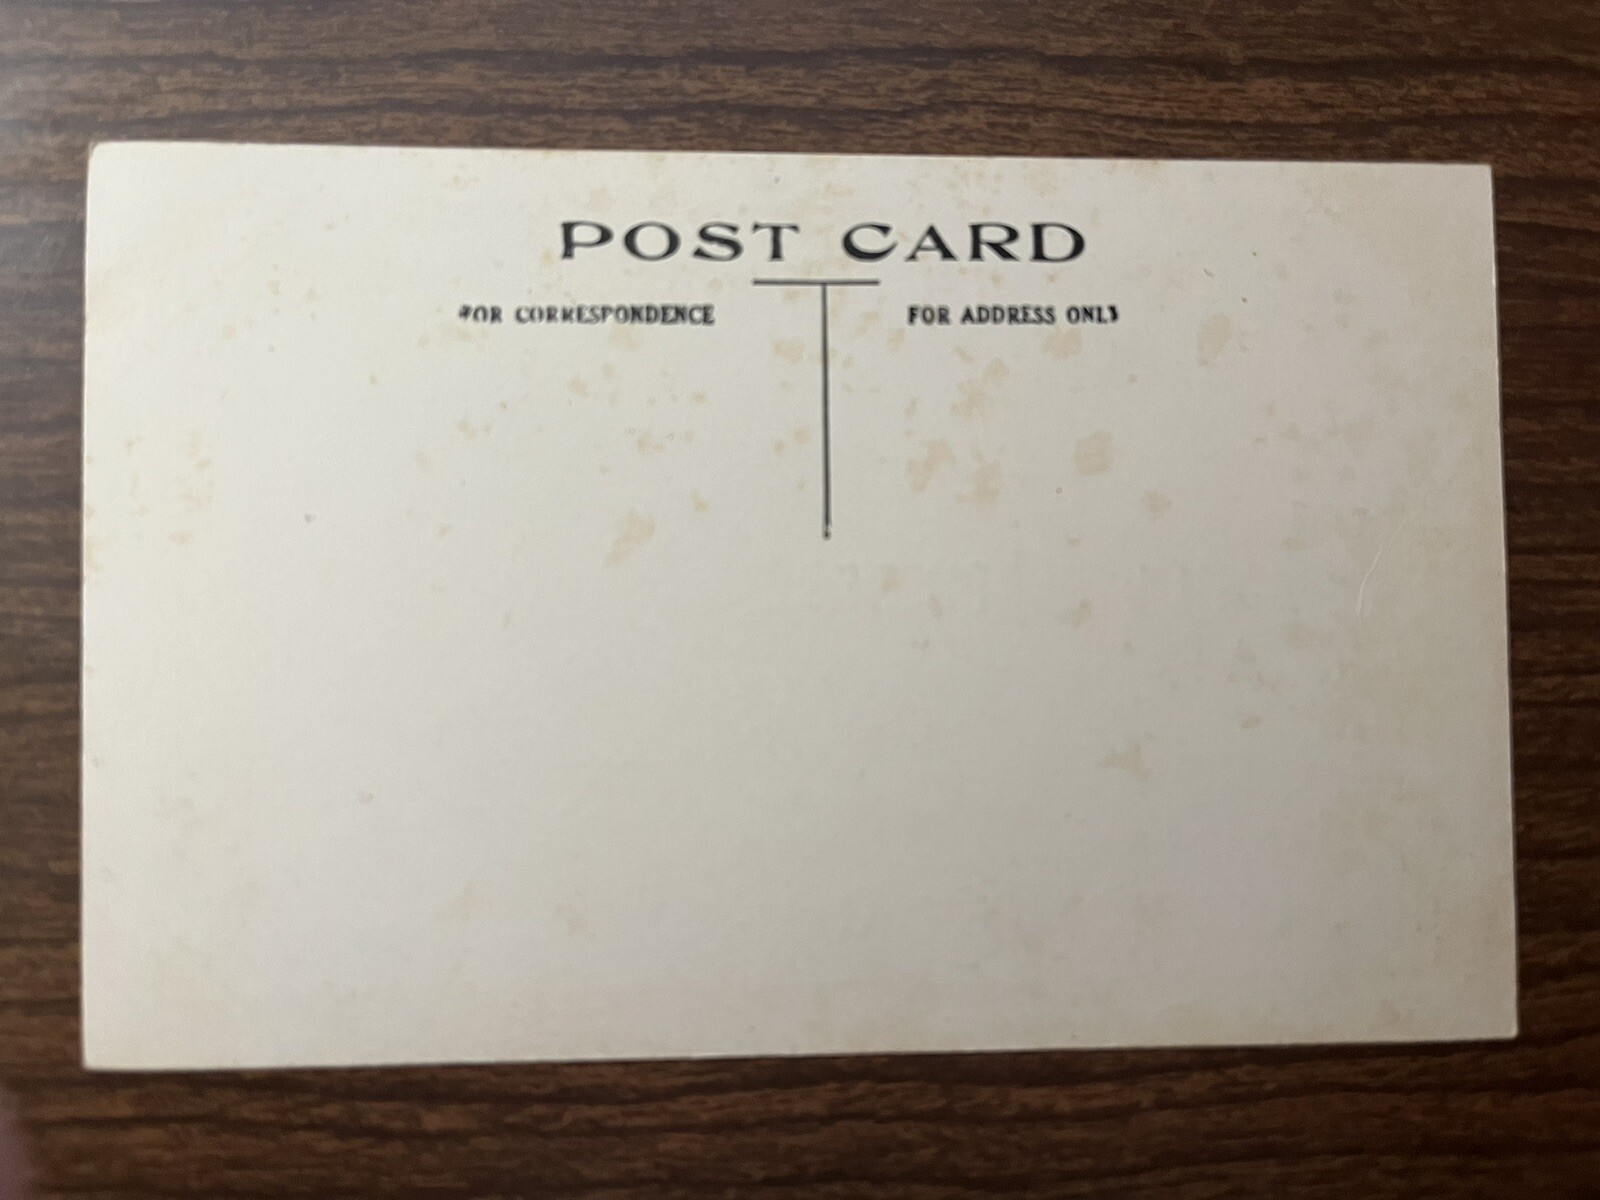 POST CARD
FOR CORRESPONDENCE
FOR ADDRESS ONLY